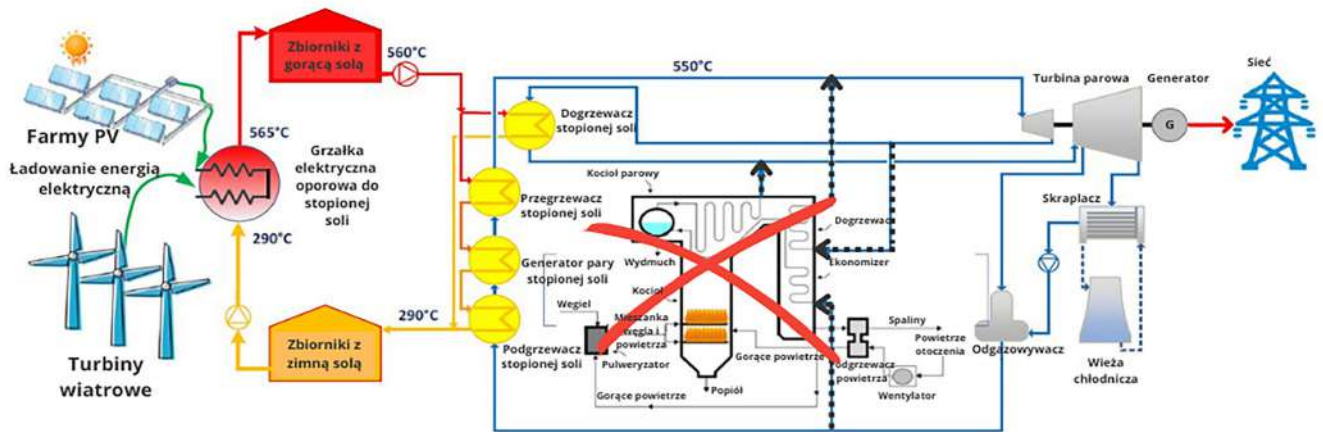 Farmy PV
Ładowanie energią
elektryczną
Turbiny
wiatrowe
565°C
290°C
Grzałka
elektryczna
oporowa do
stopionej
soli
Zbiorniki z
gorącą solą
560°C
Zbiorniki z
zimną solą
290°C
550°C
Dogrzewacz
stopionej soli
Przegrzewacz
stopionej soli
Generator pary
stopionej soli
Podgrzewacz
stopionej soli
Kocioł parowy
Wydmuch
Kocioł
Węgiel
Mieszanka
węgla i
powietrza
Pulweryzator
Gorące powietrze
Popiół
Gorące powietrze
Dogrzewacz
Ekonomizer
Spaliny
Powietrze
otoczenia
podgrzewacz
powietrza
Wentylator
Turbina parowa
Generator
G
Sieć
Skraplacz
Odgazowywacz
Wieża
chłodnicza